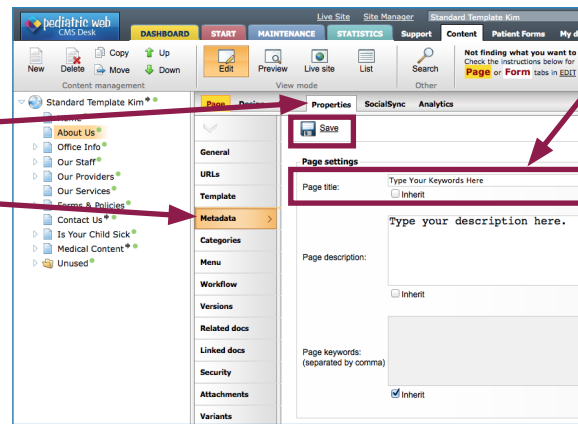 Live Site Site Manager Standard Template Kim
pediatric web
CMS Desk
DASHBOARD START MAINTENANCE STATISTICS Support Content Patient Forms My d
New Delete Copy Move Up Down
Content management
Edit Preview Live site List
View mode
Search
Other
Not finding what you want to
Check the instructions below for
Page or Form tabs in EDIT
Standard Template Kim
Home
About Us
Office Info
Our Staff
Our Providers
Our Services
Forms & Policies
Contact Us
Is Your Child Sick
Medical Content
Unused
Page Design Properties SocialSync Analytics
General
URLs
Template
Metadata
Categories
Menu
Workflow
Versions
Related docs
Linked docs
Security
Attachments
Variants
Save
Page settings
Page title: Type Your Keywords Here
Inherit
Page description: Type your description here.
Inherit
Page keywords:
(separated by comma)
Inherit